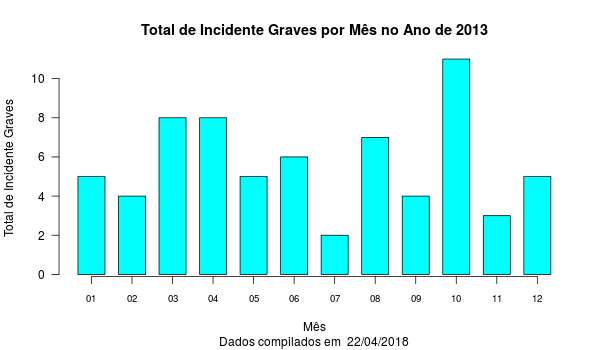 Total de Incidente Graves por Mês no Ano de 2013
Total de Incidente Graves
10
8
6
4
2
0
01 02 03 04 05 06 07 08 09 10 11 12
Mês
Dados compilados em 22/04/2018